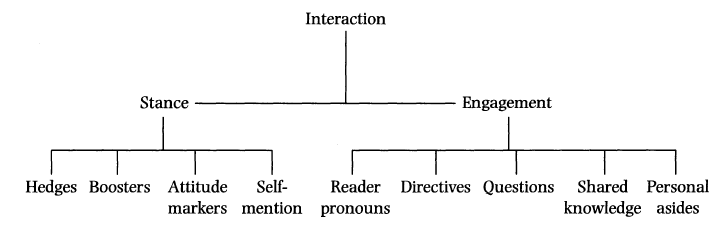 Interaction
Stance Engagement
Hedges Boosters Attitude Self- Reader Directives Questions Shared Personal
markers mention pronouns knowledge asides